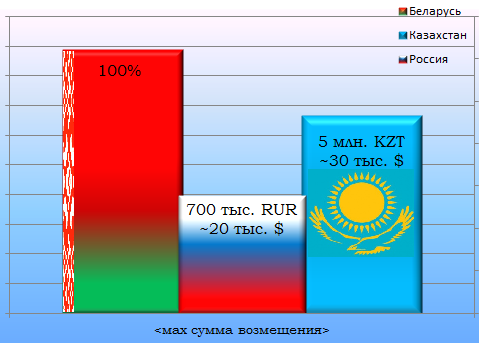 Беларусь
Казахстан
Россия
100%
5 млн. KZT
~30 тыс. $
700 тыс. RUR
~20 тыс. $
<мах сумма возмещения>